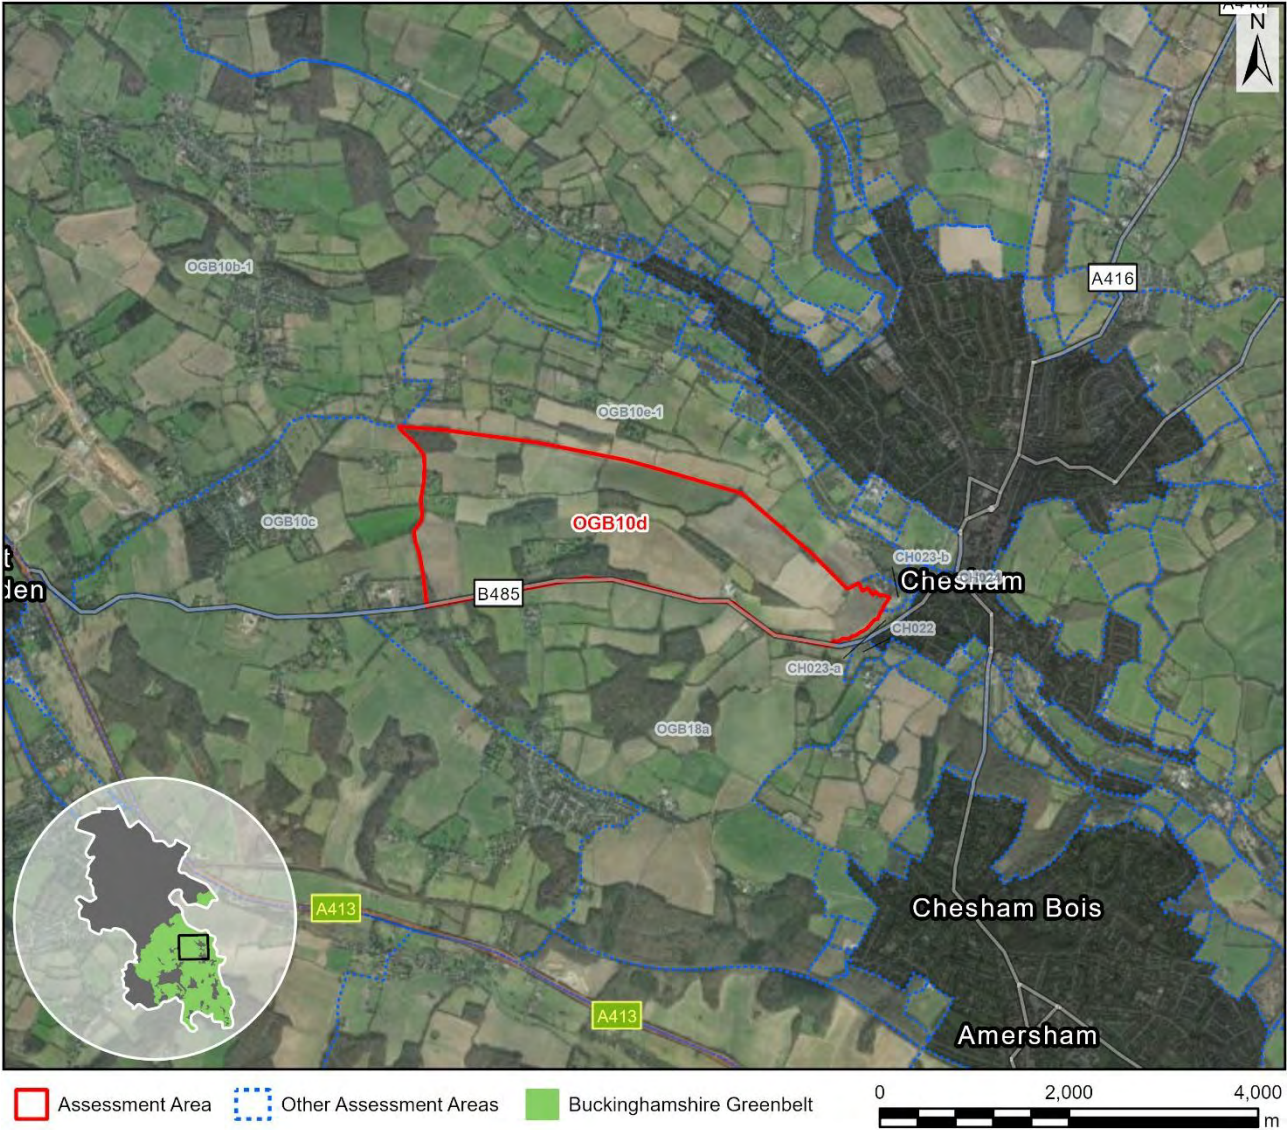 N
A416
OGB10b-1
OGB10e-1
OGB10c
OGB10d
CH023-b
Chesham
den
B485
CH022
CH023-a
OGB18a
A413
Chesham Bois
A413
Amersham
Assessment Area
Other Assessment Areas
Buckinghamshire Greenbelt
0 2,000 4,000
m